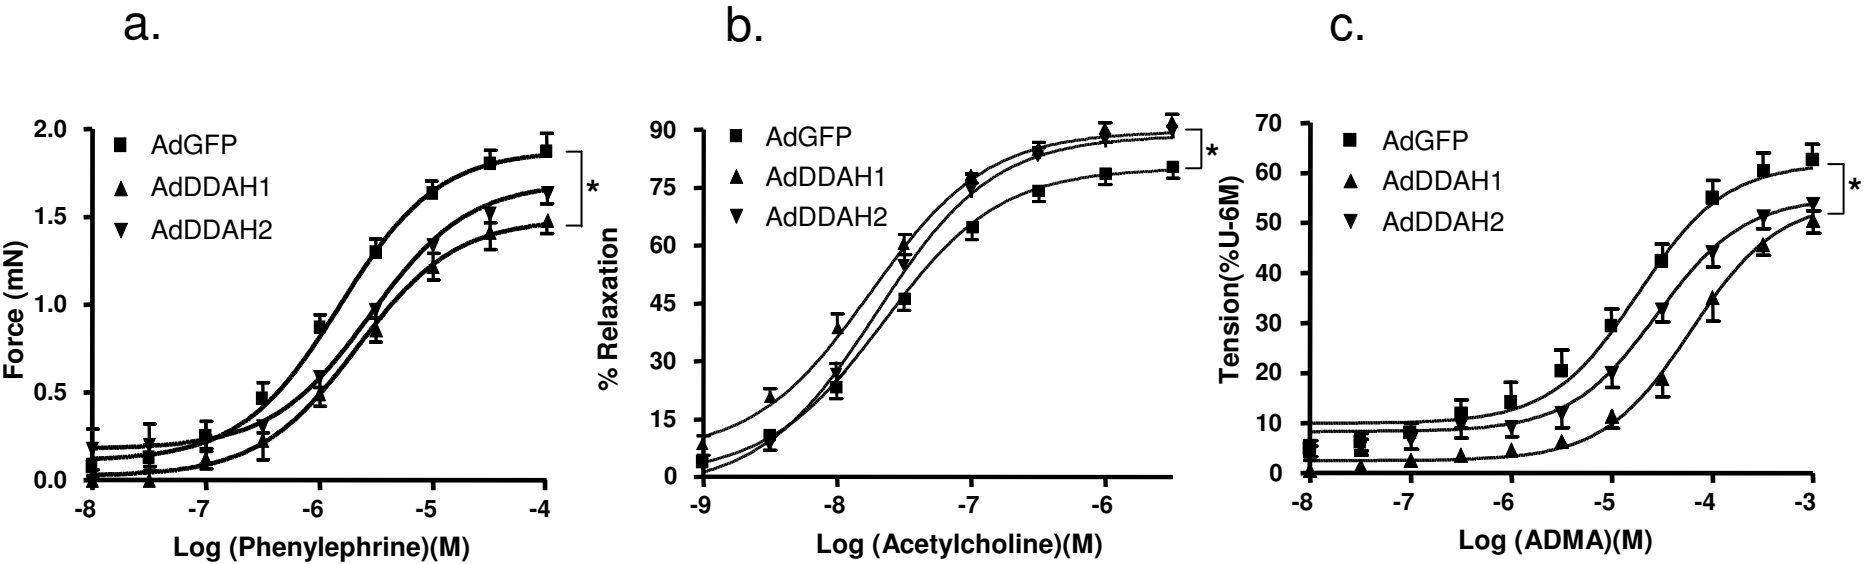 a.
2.0
1.5
1.0
0.5
0.0
Force (mN)
AdGFP
AdDDAH1
AdDDAH2
*
-8
-7
-6
-5
-4
Log (Phenylephrine)(M)
b.
90
75
60
45
30
15
0
% Relaxation
AdGFP
AdDDAH1
AdDDAH2
*
-9
-8
-7
-6
Log (Acetylcholine)(M)
c.
70
60
50
40
30
20
10
0
Tension(%U-6M)
AdGFP
AdDDAH1
AdDDAH2
*
-8
-7
-6
-5
-4
-3
Log (ADMA)(M)